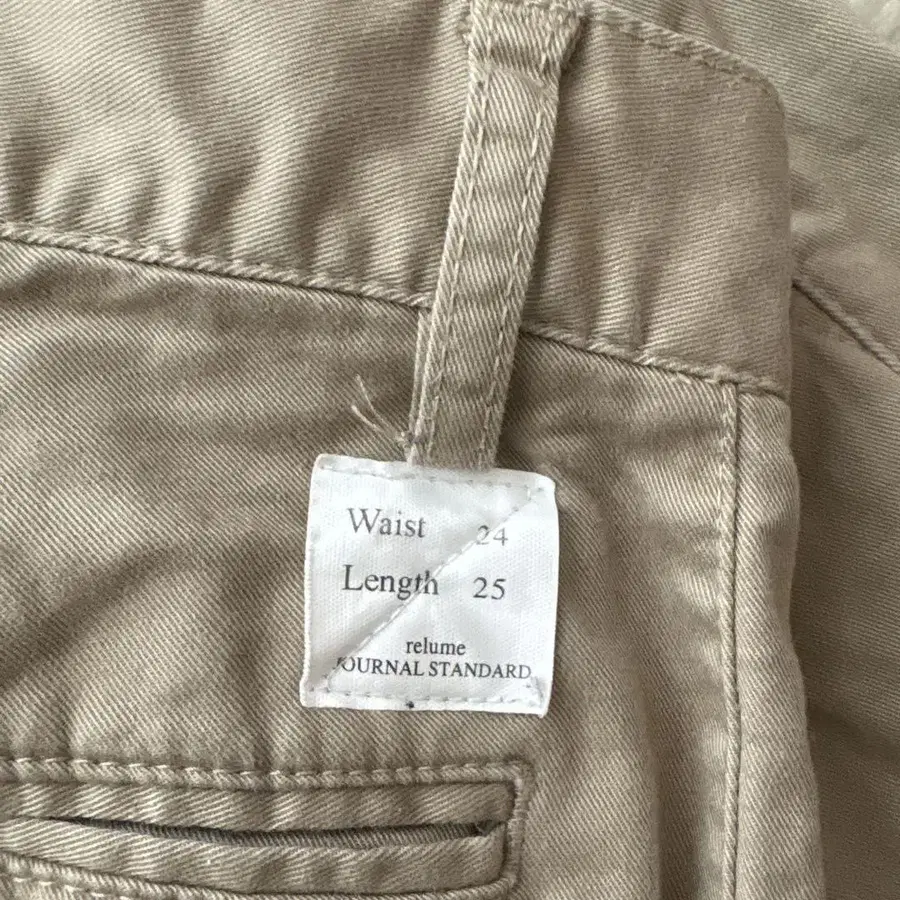 Waist 24
Length 25
relume
JOURNAL STANDARD